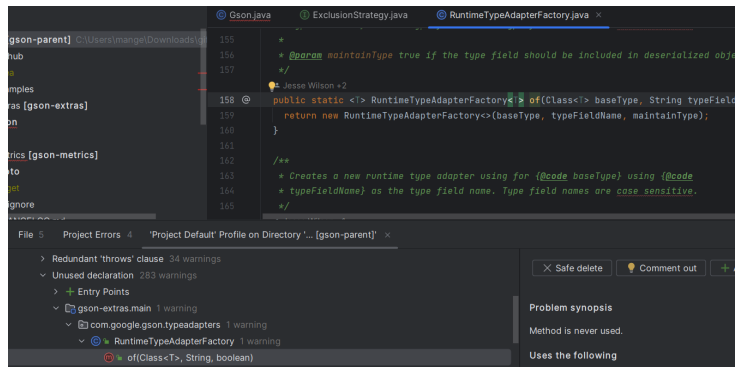 Gson.java ExclusionStrategy.java RuntimeTypeAdapterFactory.java
gson-parent] C:\Users\mange\Downloads\g
hub
mples
ras [gson-extras]
on
trics [gson-metrics]
oto
get
ignore
155 *
156 * @param maintainType true if the type field should be included in deserialized obje
157 */
Jesse Wilson +2
158 @ public static <T> RuntimeTypeAdapterFactory<T> of(Class<T> baseType, String typeField
159 return new RuntimeTypeAdapterFactory<>(baseType, typeFieldName, maintainType);
160 }
161
162 /**
163 * Creates a new runtime type adapter using for {@code baseType} using {@code
164 * typeFieldName} as the type field name. Type field names are case sensitive.
165 */
File 5 Project Errors 4 'Project Default' Profile on Directory '... [gson-parent]'
Redundant 'throws' clause 34 warnings
Unused declaration 283 warnings
Entry Points
gson-extras.main 1 warning
com.google.gson.typeadapters 1 warning
RuntimeTypeAdapterFactory 1 warning
of(Class<T>, String, boolean)
Safe delete Comment out
Problem synopsis
Method is never used.
Uses the following